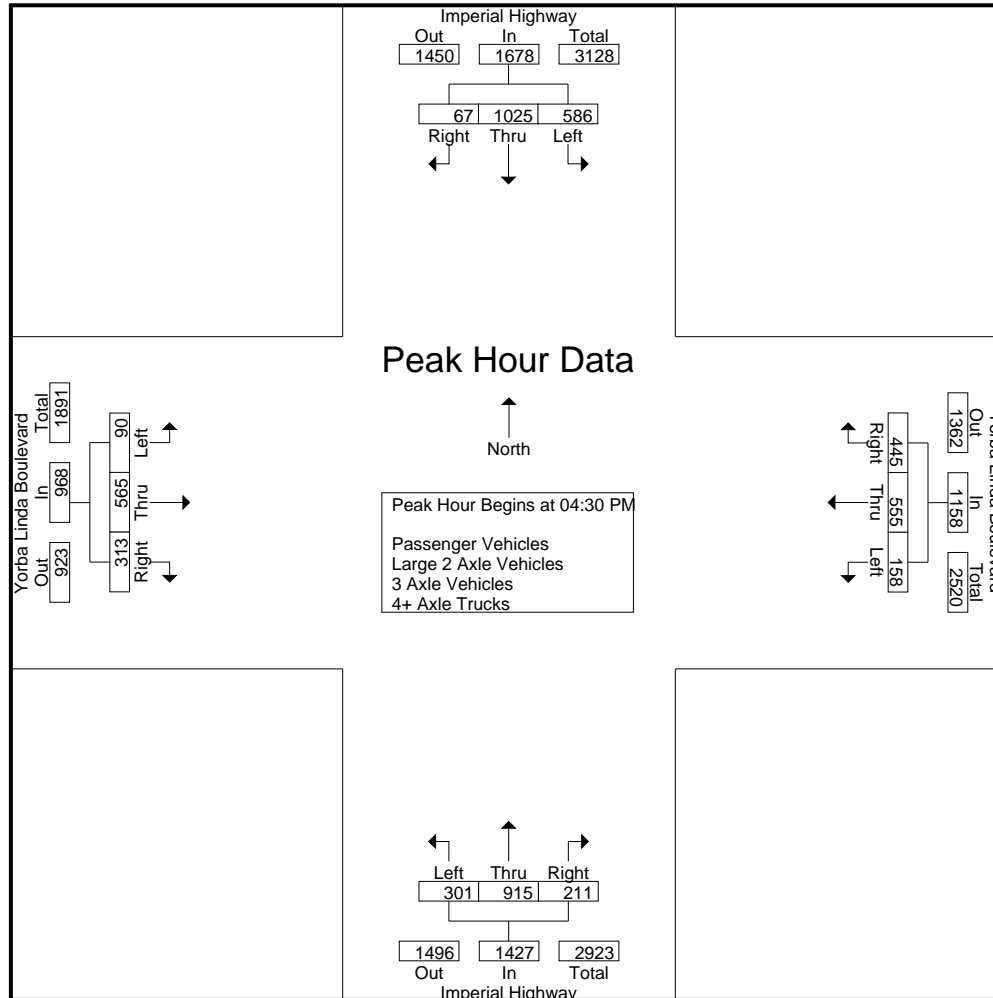 Imperial Highway
Out In Total
1450 1678 3128
67 1025 586
Right Thru Left
Peak Hour Data
North
Peak Hour Begins at 04:30 PM
Passenger Vehicles
Large 2 Axle Vehicles
3 Axle Vehicles
4+ Axle Trucks
Yorba Linda Boulevard
Out In Total
923 968 1891
313 565 90
Right Thru Left
Yorba Linda Boulevard
Out In Total
1362 1158 2520
445 555 158
Right Thru Left
Left Thru Right
301 915 211
1496 1427 2923
Out In Total
Imperial Highway